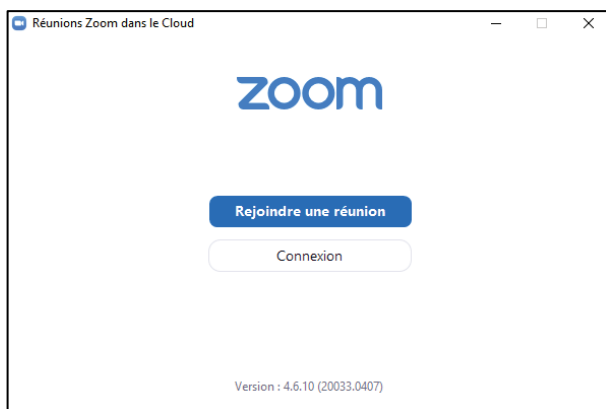 Réunions Zoom dans le Cloud
zoom
Rejoindre une réunion
Connexion
Version : 4.6.10 (20033.0407)